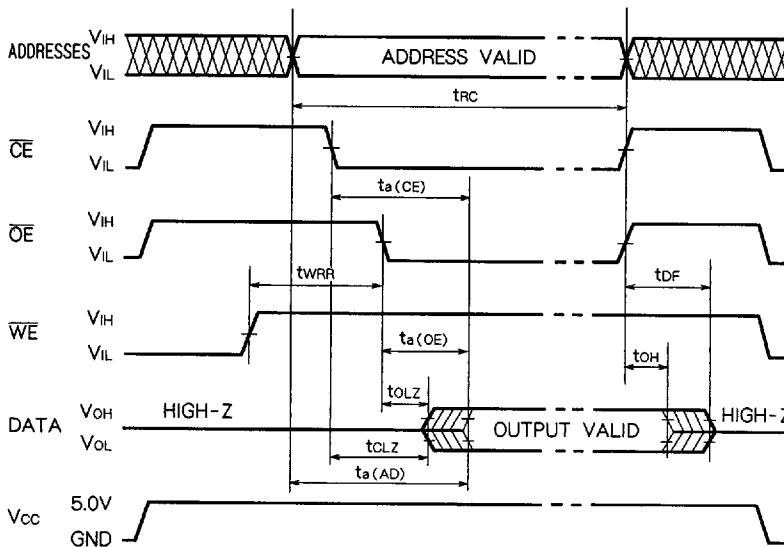 ADDRESSES VIH
VIL
ADDRESS VALID
tRC
CE VIH
VIL
ta(CE)
OE VIH
VIL
tWRR
tDF
WE VIH
VIL
ta(OE)
tOH
tOLZ
DATA VOH
VOL
HIGH-Z
OUTPUT VALID
HIGH-Z
tCLZ
ta(AD)
VCC 5.0V
GND